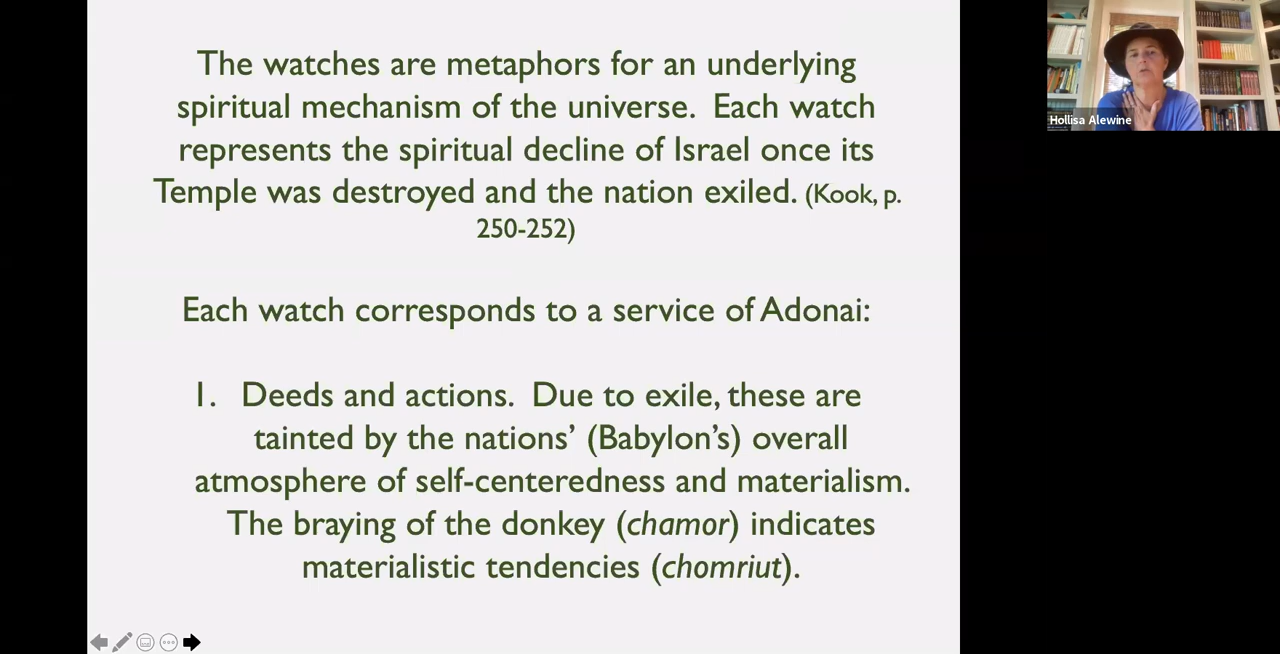 The watches are metaphors for an underlying
spiritual mechanism of the universe.  Each watch
represents the spiritual decline of Israel once its
Temple was destroyed and the nation exiled. (Kook, p.
250-252)
Each watch corresponds to a service of Adonai:
1. Deeds and actions.  Due to exile, these are
tainted by the nations’ (Babylon’s) overall
atmosphere of self-centeredness and materialism.
The braying of the donkey (chamor) indicates
materialistic tendencies (chomriut).
Hollisa Alewine